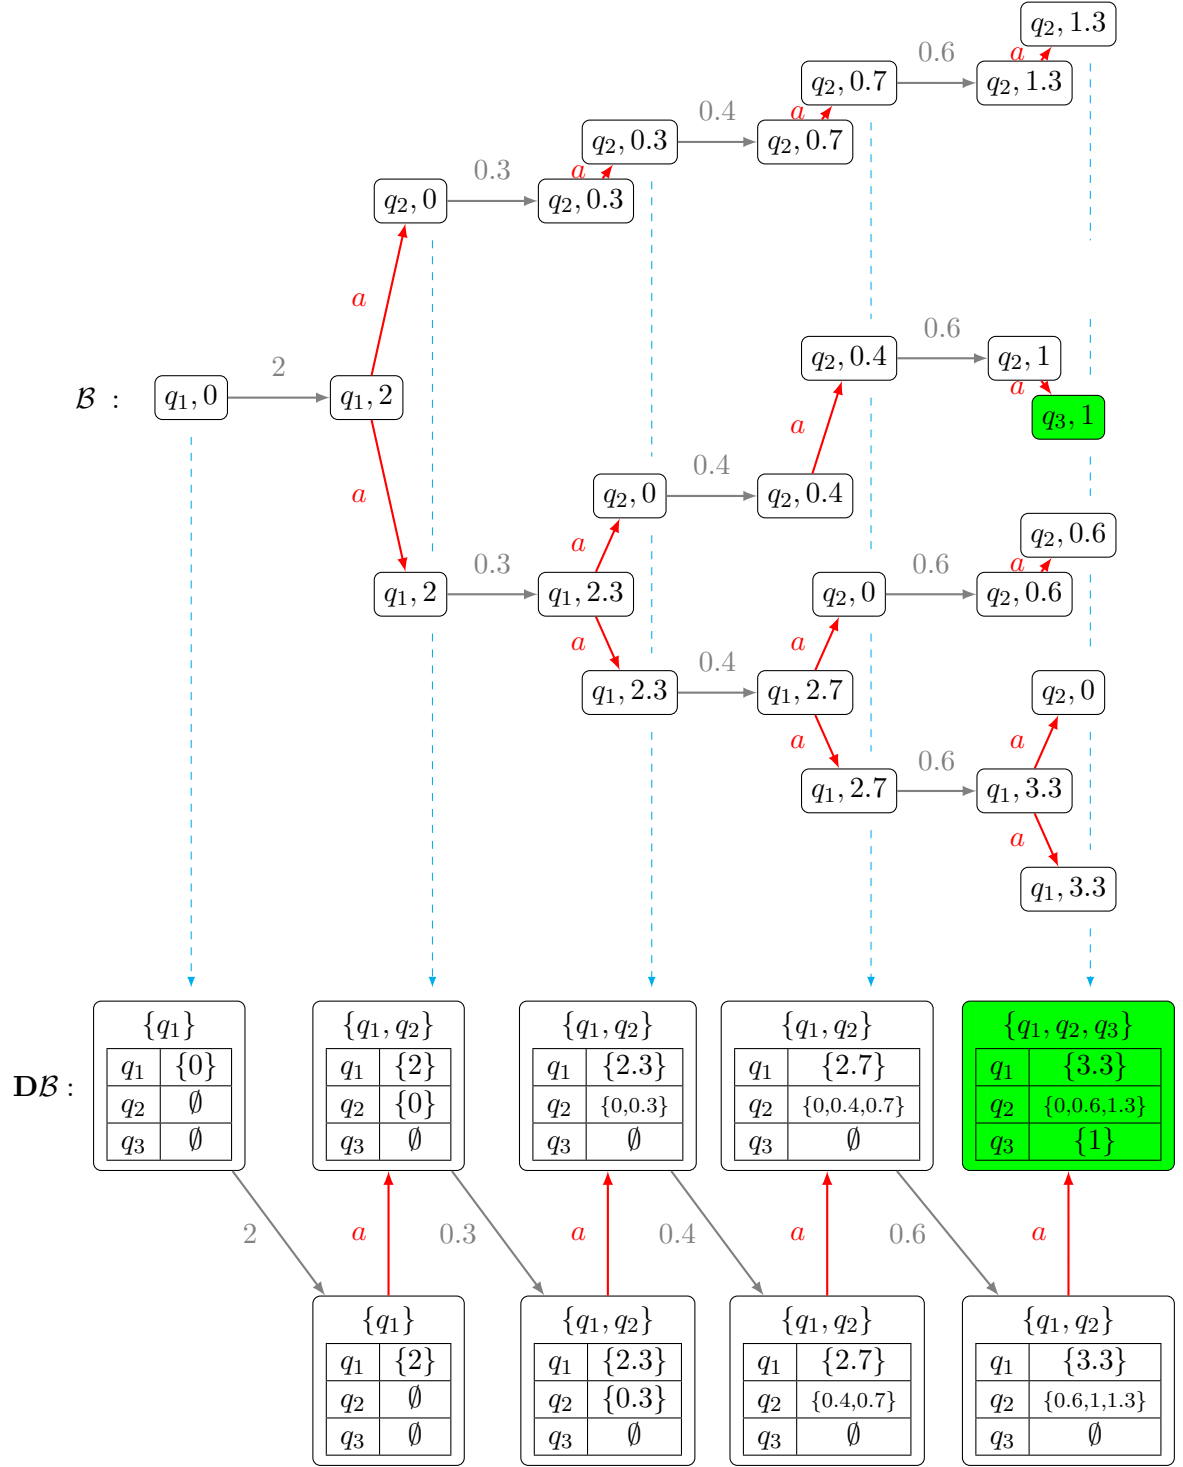 q₂, 1.3
0.6
a
q₂, 0.7
q₂, 1.3
0.4
a
q₂, 0.3
q₂, 0.7
0.3
a
q₂, 0
q₂, 0.3
a
0.6
q₂, 0.4
q₂, 1
2
a
ℬ :
q₁, 0
q₁, 2
q₃, 1
a
0.4
a
q₂, 0
q₂, 0.4
q₂, 0.6
a
0.3
0.6
a
q₁, 2
q₁, 2.3
q₂, 0
q₂, 0.6
a
0.4
a
q₁, 2.3
q₁, 2.7
q₂, 0
a
0.6
a
q₁, 2.7
q₁, 3.3
a
q₁, 3.3
{q₁}
{q₁, q₂}
{q₁, q₂}
{q₁, q₂}
{q₁, q₂, q₃}
Dℬ :
q₁ {0}
q₂ ∅
q₃ ∅
q₁ {2}
q₂ {0}
q₃ ∅
q₁ {2.3}
q₂ {0,0.3}
q₃ ∅
q₁ {2.7}
q₂ {0,0.4,0.7}
q₃ ∅
q₁ {3.3}
q₂ {0,0.6,1.3}
q₃ {1}
2
a
0.3
a
0.4
a
0.6
a
{q₁}
q₁ {2}
q₂ ∅
q₃ ∅
{q₁, q₂}
q₁ {2.3}
q₂ {0.3}
q₃ ∅
{q₁, q₂}
q₁ {2.7}
q₂ {0.4,0.7}
q₃ ∅
{q₁, q₂}
q₁ {3.3}
q₂ {0.6,1,1.3}
q₃ ∅